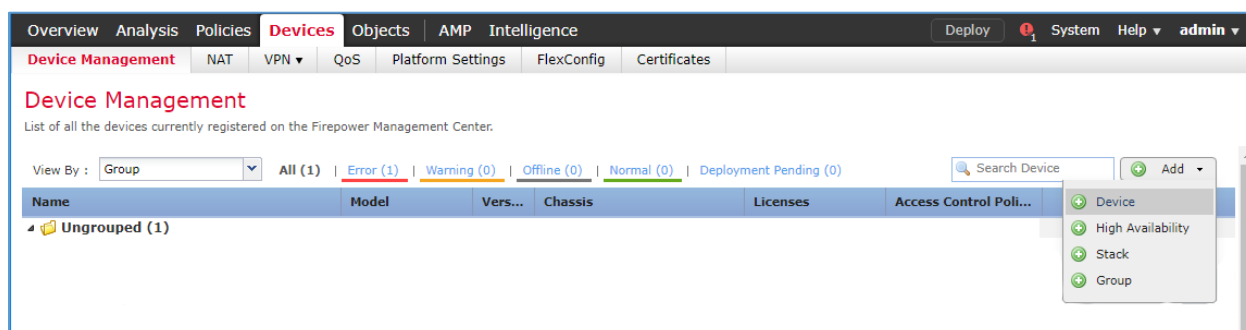 Overview Analysis Policies Devices Objects AMP Intelligence Deploy 1 System Help admin
Device Management NAT VPN QoS Platform Settings FlexConfig Certificates
Device Management
List of all the devices currently registered on the Firepower Management Center.
View By : Group All (1) | Error (1) | Warning (0) | Offline (0) | Normal (0) | Deployment Pending (0) Search Device Add
Name Model Vers... Chassis Licenses Access Control Poli...
Device
Ungrouped (1)
High Availability
Stack
Group